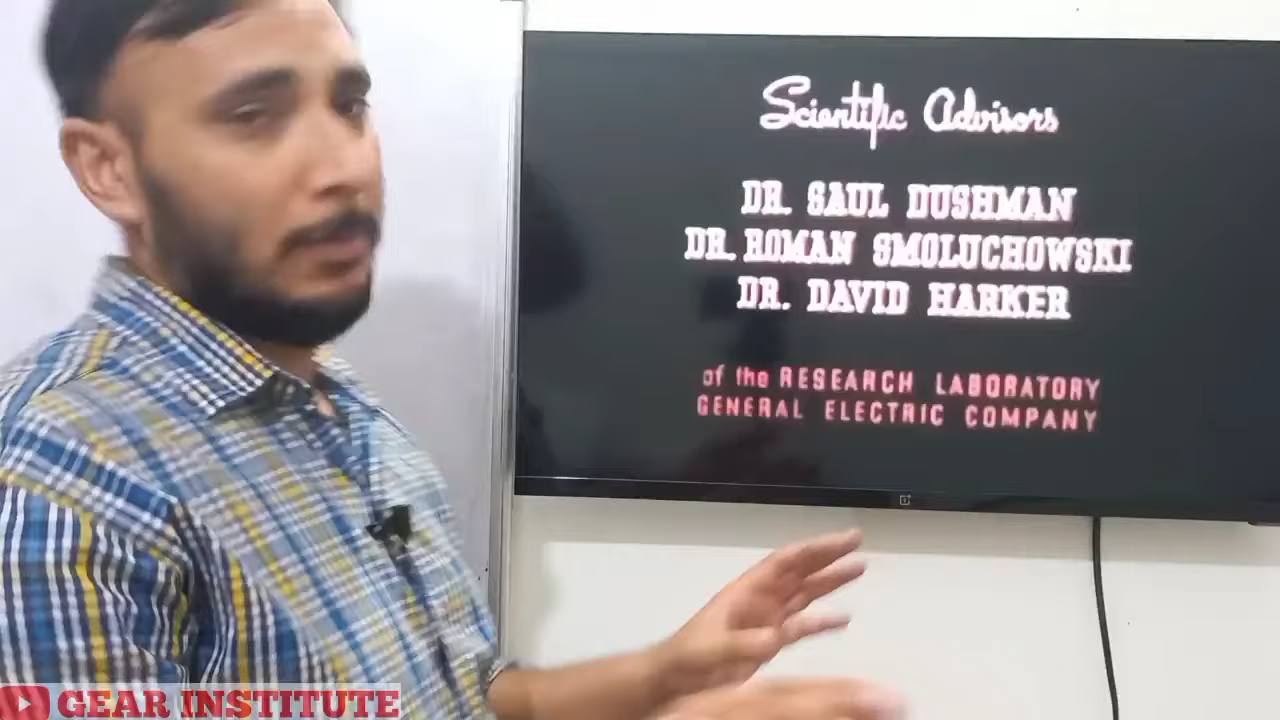 Scientific Advisors
DR. SAUL DUSHMAN
DR. ROMAN SMOLUCHOWSKI
DR. DAVID HARKER
of the RESEARCH LABORATORY
GENERAL ELECTRIC COMPANY
GEAR INSTITUTE